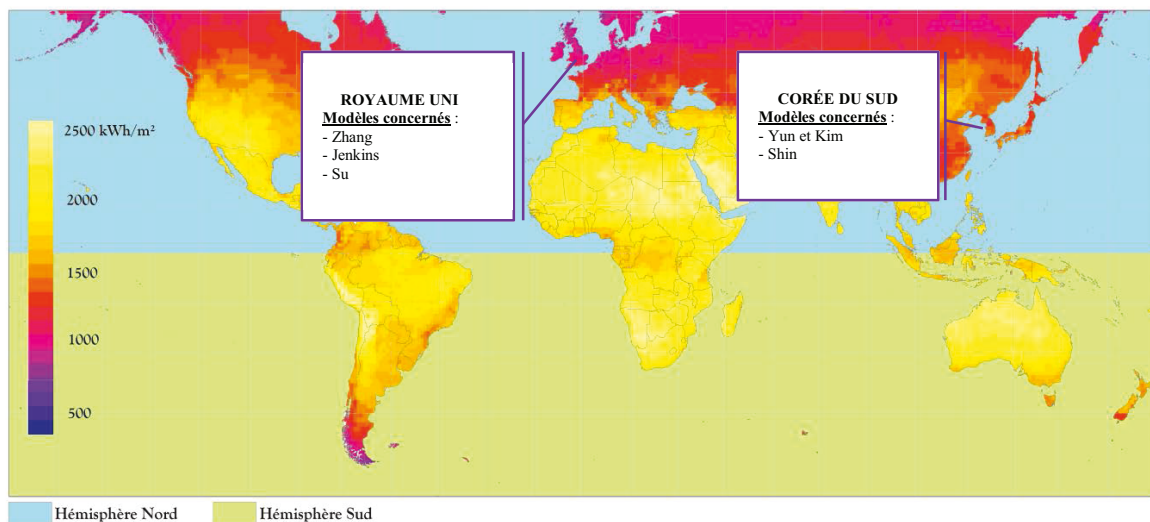 ROYAUME UNI
Modèles concernés :
- Zhang
- Jenkins
- Su
CORÉE DU SUD
Modèles concernés :
- Yun et Kim
- Shin
2500 kWh/m²
2000
1500
1000
500
Hémisphère Nord
Hémisphère Sud